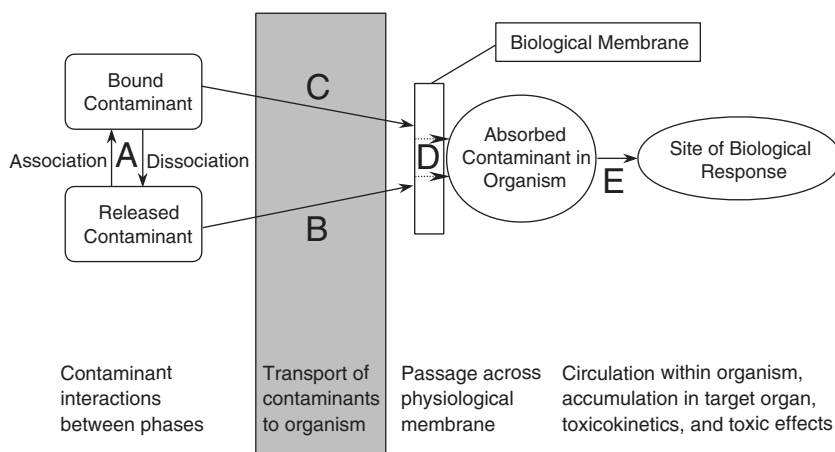 Biological Membrane
Bound
Contaminant
C
Association
A
Dissociation
D
Absorbed
Contaminant in
Organism
E
Site of Biological
Response
Released
Contaminant
B
Contaminant
interactions
between phases
Transport of
contaminants
to organism
Passage across
physiological
membrane
Circulation within organism,
accumulation in target organ,
toxicokinetics, and toxic effects